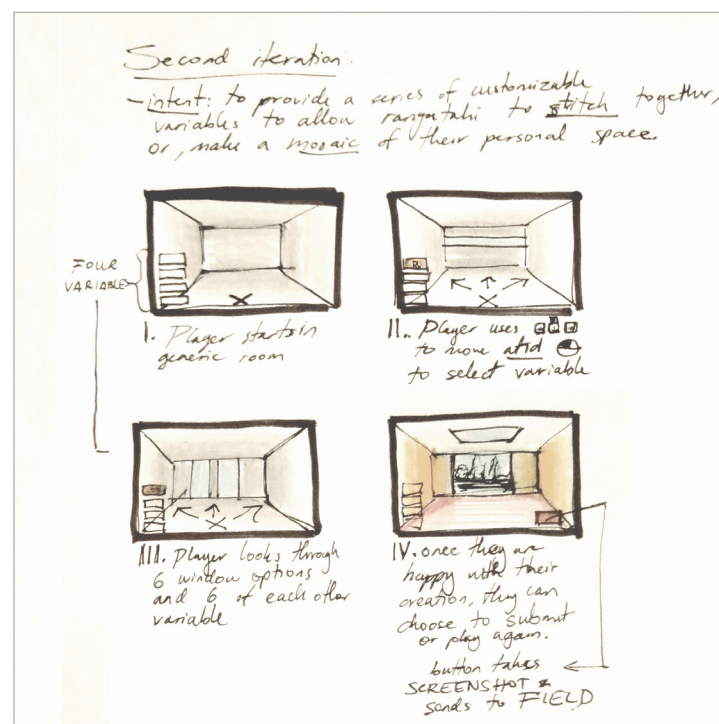 Second iteration:
- intent: to provide a series of customizable
variables to allow rangatahi to stitch together,
or, make a mosaic of their personal space.
FOUR
VARIABLES
I. Player starts in
generic room
II. Player uses
to move and
to select variable
III. Player looks through
6 window options
and 6 of each other
variable
IV. once they are
happy with their
creation, they can
choose to submit
or play again.
button takes
SCREENSHOT &
sends to FIELD